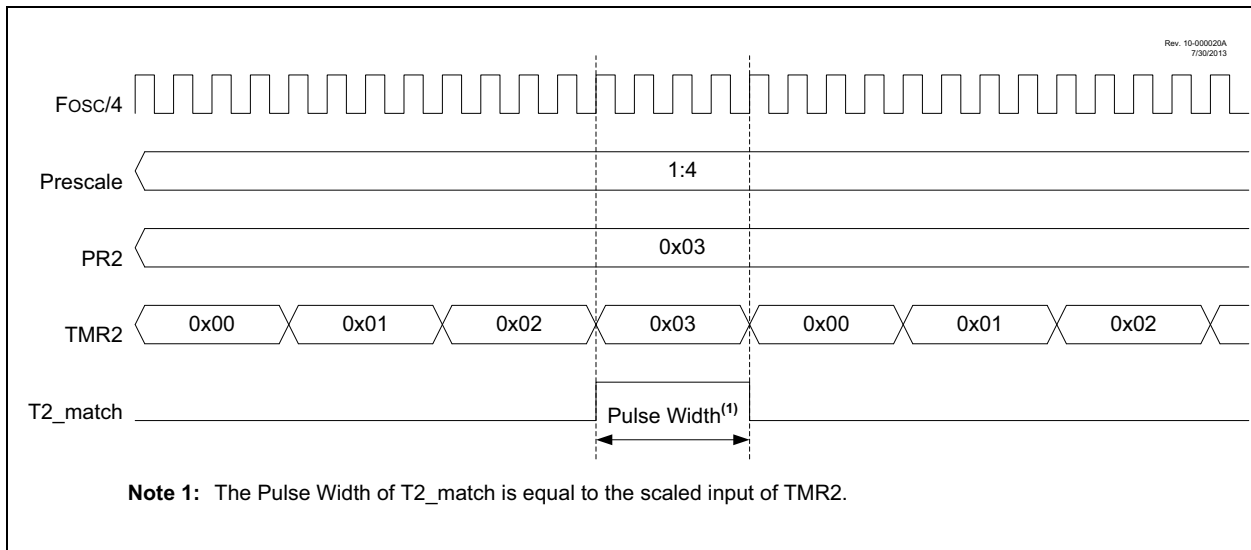 Rev. 10-000020A
7/30/2013
FOSC/4
Prescale
1:4
PR2
0x03
TMR2
0x00 0x01 0x02 0x03 0x00 0x01 0x02
T2_match
Pulse Width(1)
Note 1: The Pulse Width of T2_match is equal to the scaled input of TMR2.